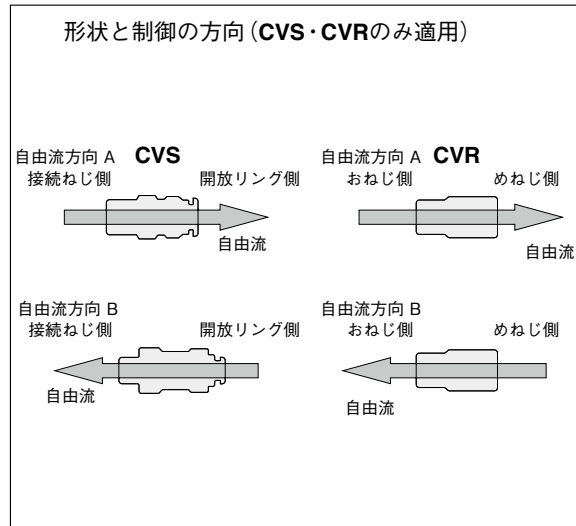 形状と制御の方向(CVS・CVRのみ適用)
自由流方向 A CVS
接続ねじ側 開放リング側
自由流
自由流方向 A CVR
おねじ側 めねじ側
自由流
自由流方向 B
接続ねじ側 開放リング側
自由流
自由流方向 B
おねじ側 めねじ側
自由流